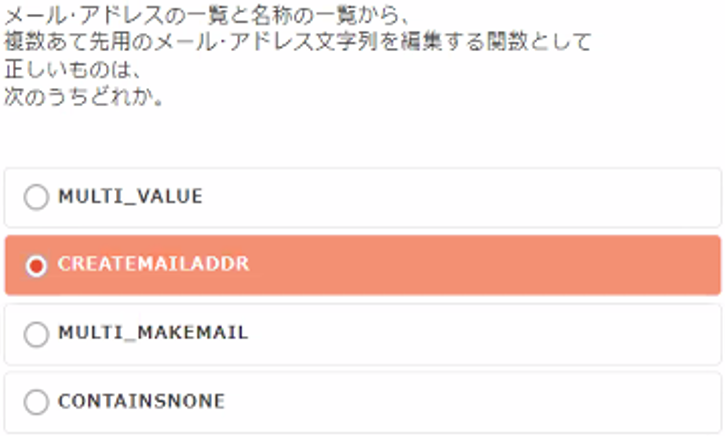 メール・アドレスの一覧と名称の一覧から、
複数あて先用のメール・アドレス文字列を編集する関数として
正しいものは、
次のうちどれか。
MULTI_VALUE
CREATEMAILADDR
MULTI_MAKEMAIL
CONTAINSNONE